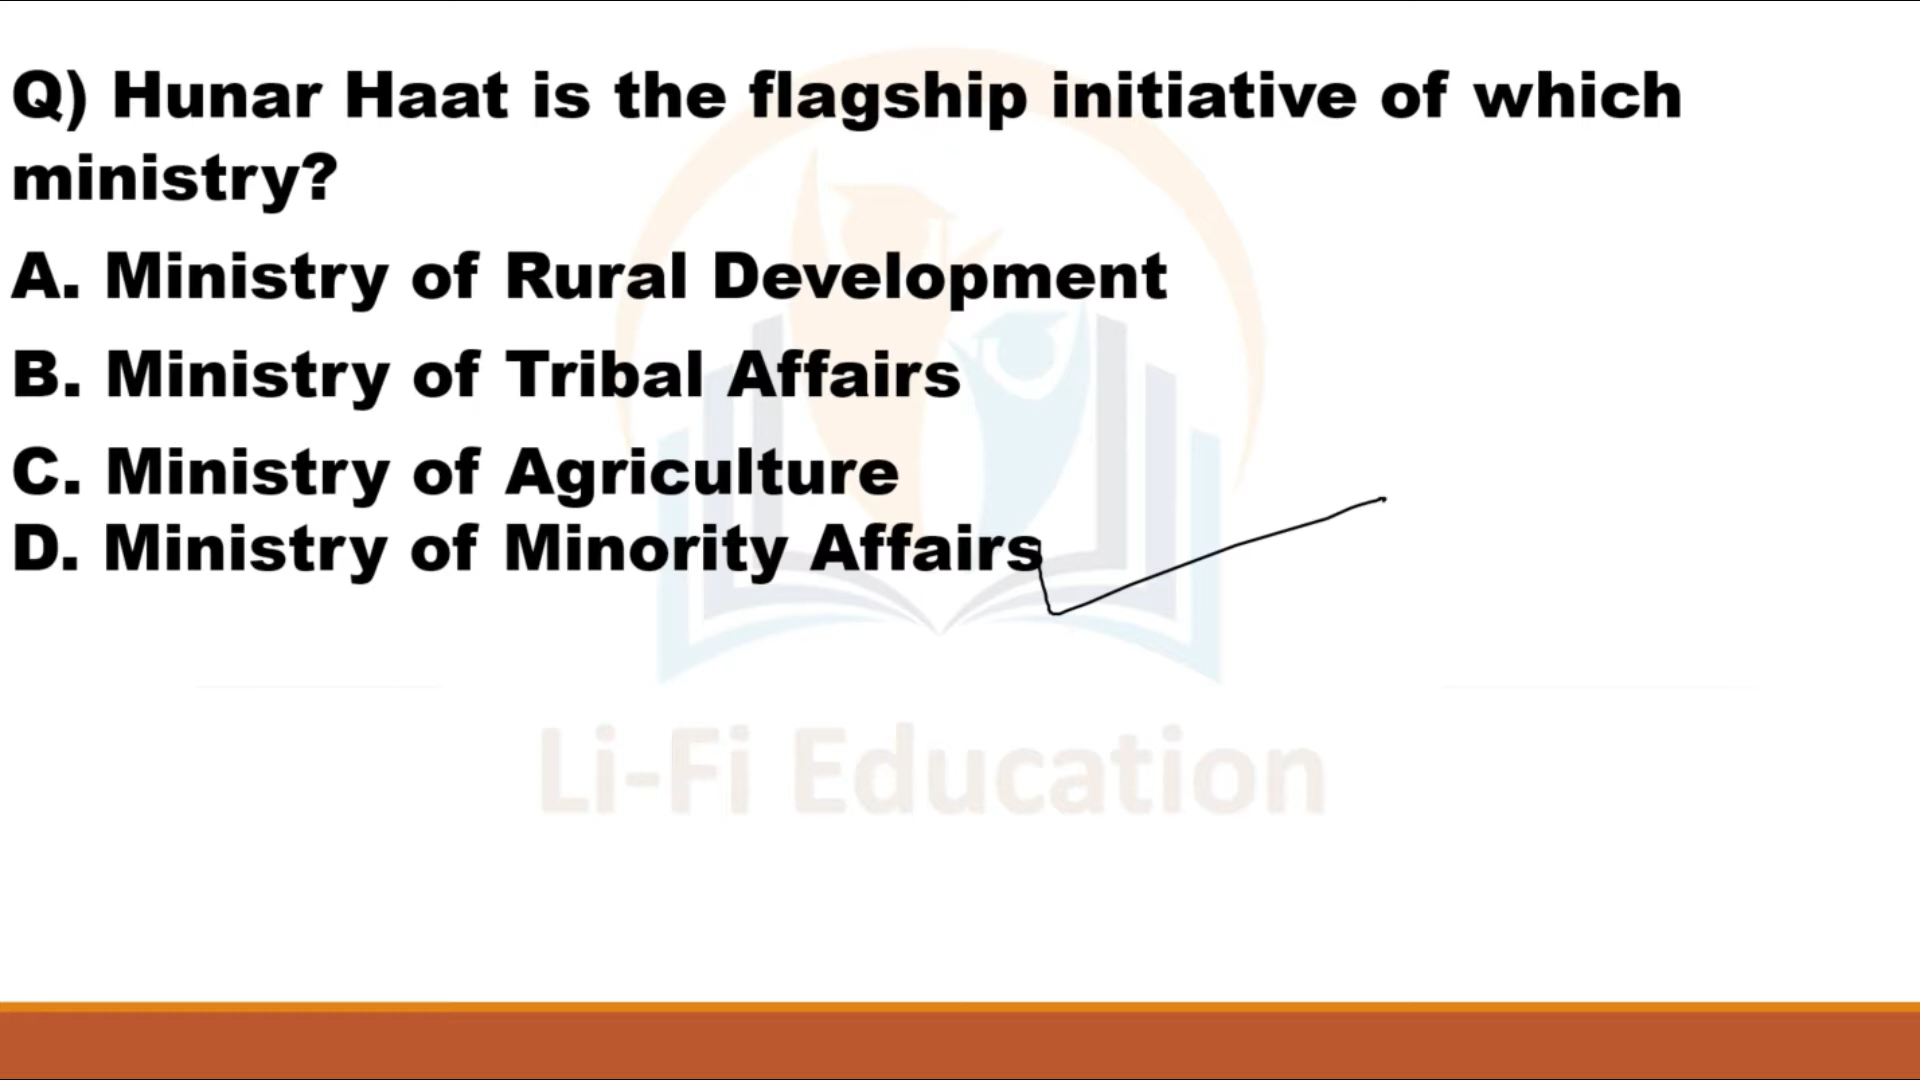 Q) Hunar Haat is the flagship initiative of which
ministry?
A. Ministry of Rural Development
B. Ministry of Tribal Affairs
C. Ministry of Agriculture
D. Ministry of Minority Affairs
Li-Fi Education